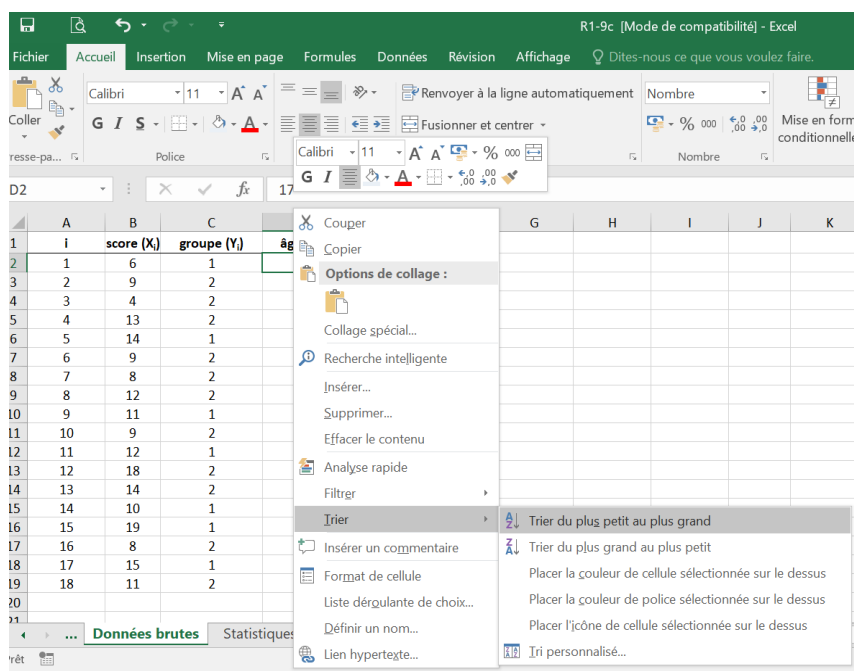 R1-9c [Mode de compatibilité] - Excel
Fichier Accueil Insertion Mise en page Formules Données Révision Affichage Dites-nous ce que vous voulez faire.
Calibri 11 A A Renvoyer à la ligne automatiquement Nombre
Coller G I S A Fusionner et centrer % 000 ,00 ,0 Mise en form
conditionnelle
resse-pa... Police Nombre
Calibri 11 A A % 000
G I A ,00 ,0
D2 fx 17
A B C G H I J K
1 i score (Xi) groupe (Yi) âg
2 1 6 1
3 2 9 2
4 3 4 2
5 4 13 2
6 5 14 1
7 6 9 2
8 7 8 2
9 8 12 2
10 9 11 1
11 10 9 2
12 11 12 1
13 12 18 2
14 13 14 2
15 14 10 1
16 15 19 1
17 16 8 2
18 17 15 1
19 18 11 2
20
21
Couper
Copier
Options de collage :
Collage spécial...
Recherche intelligente
Insérer...
Supprimer...
Effacer le contenu
Analyse rapide
Filtrer
Trier
Insérer un commentaire
Format de cellule
Liste déroulante de choix...
Définir un nom...
Lien hypertexte...
Trier du plus petit au plus grand
Trier du plus grand au plus petit
Placer la couleur de cellule sélectionnée sur le dessus
Placer la couleur de police sélectionnée sur le dessus
Placer l'icône de cellule sélectionnée sur le dessus
Tri personnalisé...
... Données brutes Statistiques
rêt